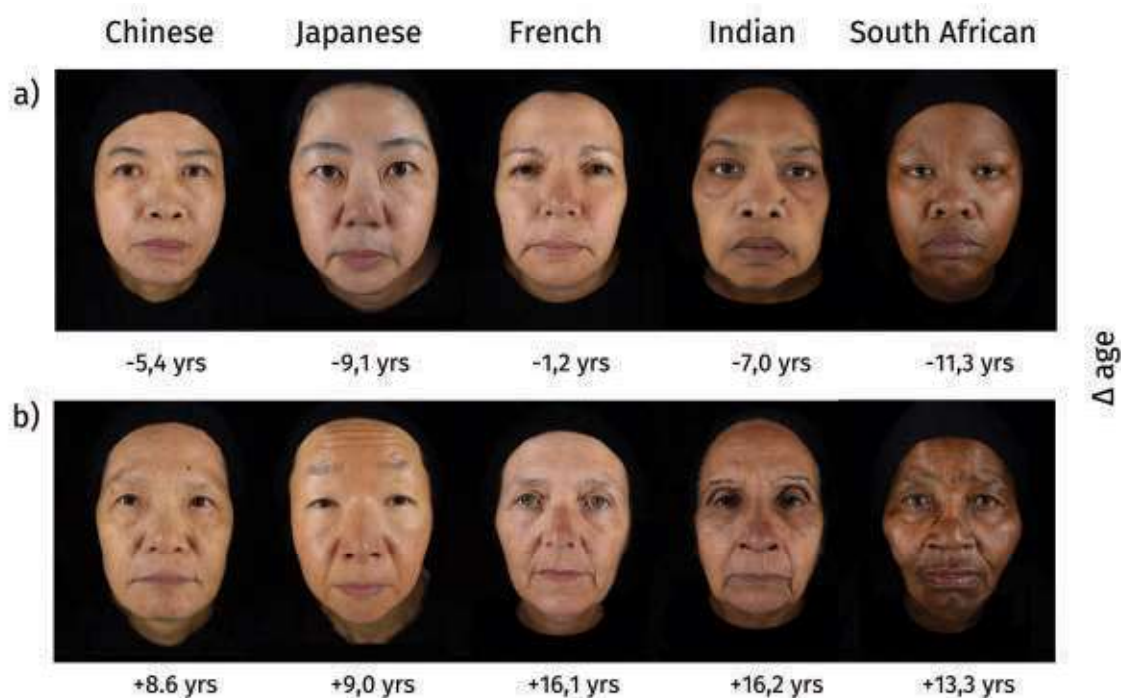 Chinese Japanese French Indian South African
a)
-5,4 yrs -9,1 yrs -1,2 yrs -7,0 yrs -11,3 yrs
Δ age
b)
+8.6 yrs +9,0 yrs +16,1 yrs +16,2 yrs +13,3 yrs